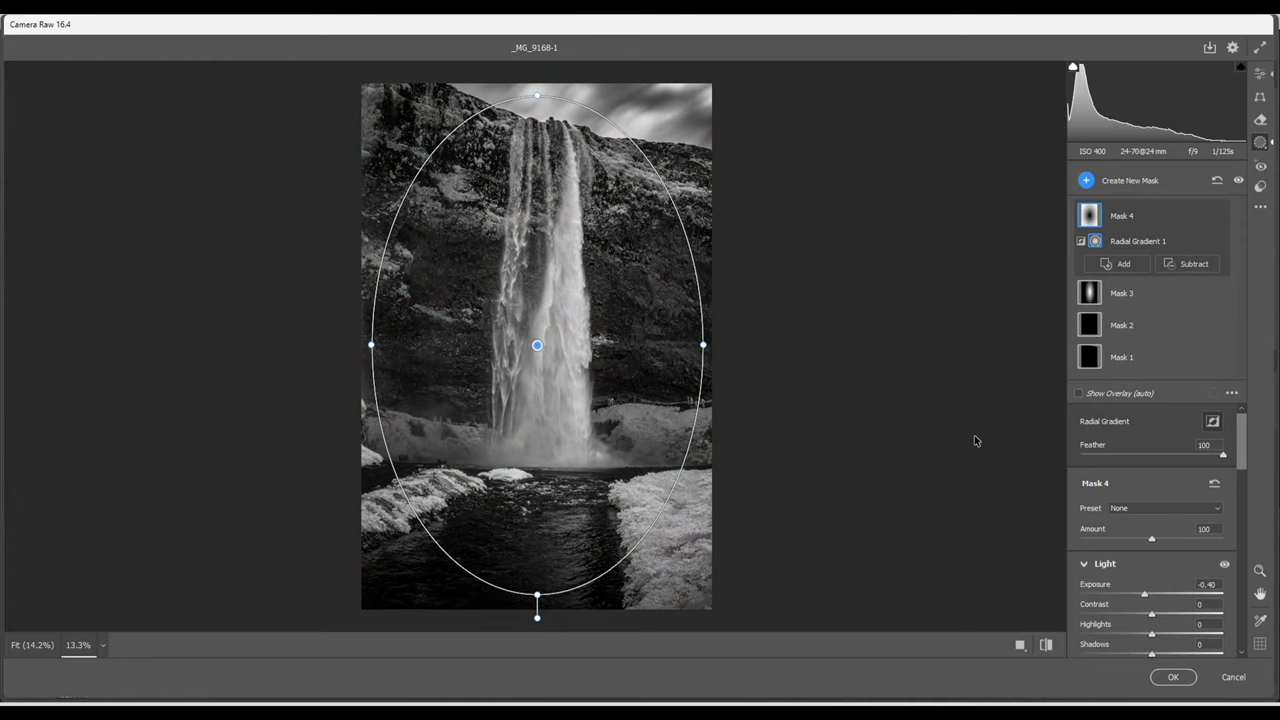 Camera Raw 16.4
_MG_9168-1
ISO 400 24-70@24 mm f/9 1/125s
Create New Mask
Mask 4
Radial Gradient 1
Add Subtract
Mask 3
Mask 2
Mask 1
Show Overlay (auto)
Radial Gradient
Feather 100
Mask 4
Preset None
Amount 100
Light
Exposure -0.40
Contrast 0
Highlights 0
Shadows 0
Fit (14.2%) 13.3%
OK Cancel